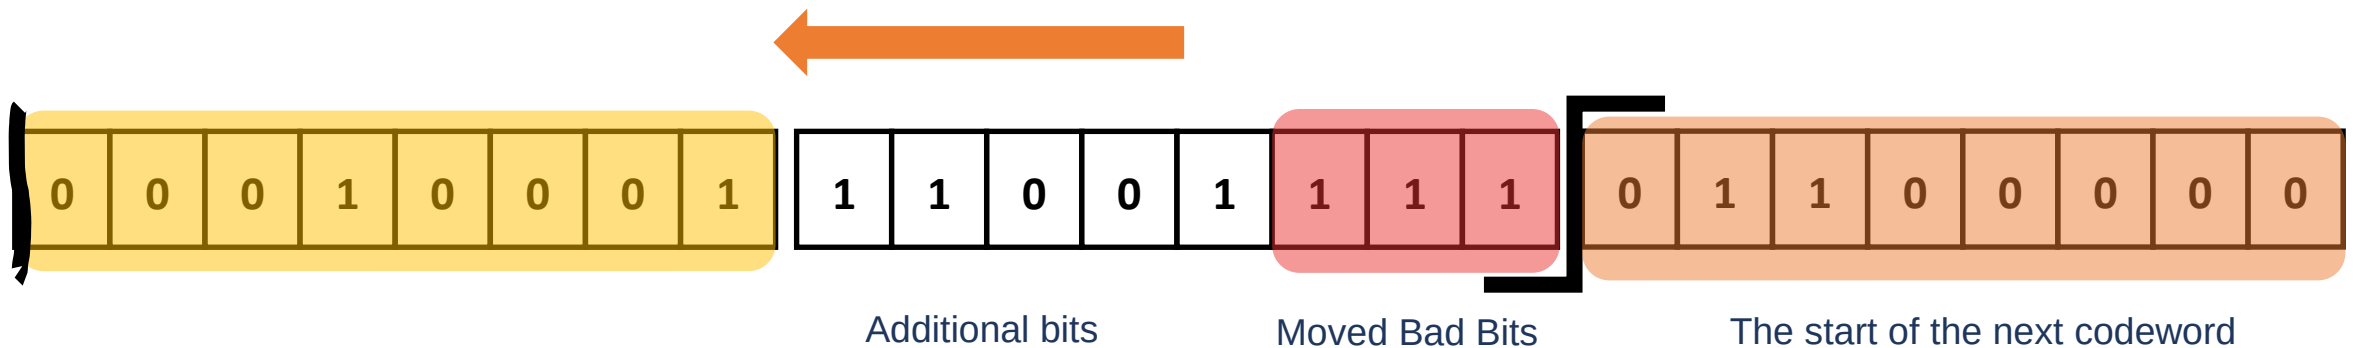 0 0 0 1 0 0 0 1 1 1 0 0 1 1 1 1 0 1 1 0 0 0 0 0
Additional bits Moved Bad Bits The start of the next codeword